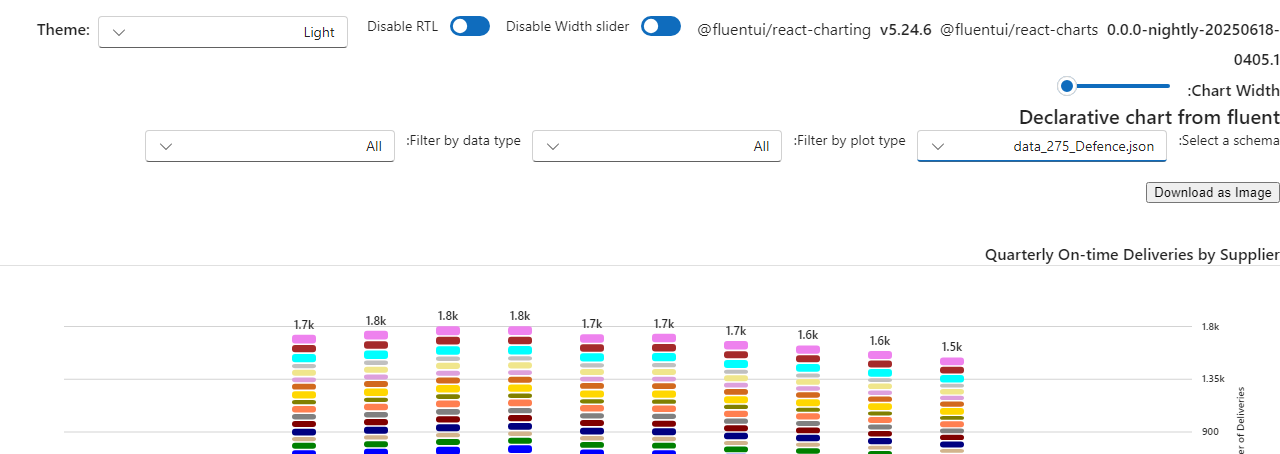 Theme: Light Disable RTL Disable Width slider @fluentui/react-charting v5.24.6 @fluentui/react-charts 0.0.0-nightly-20250618-
0405.1
:Chart Width
Declarative chart from fluent
:Select a schema data_275_Defence.json :Filter by plot type All :Filter by data type All
Download as Image
Quarterly On-time Deliveries by Supplier
1.7k 1.8k 1.8k 1.8k 1.7k 1.7k 1.7k 1.6k 1.6k 1.5k
1.8k
1.35k
900
er of Deliveries